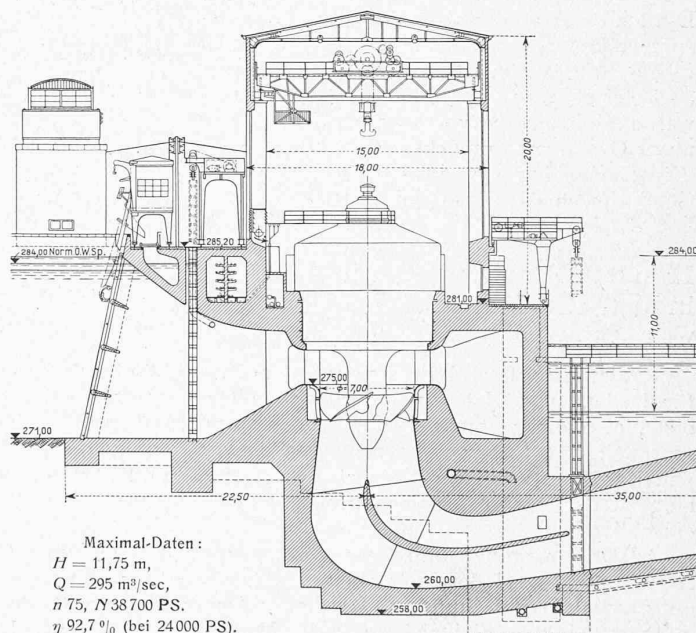 20,00
15,00
18,00
285,20
284,00 Norm O.W.Sp.
284,00
281,00
11,00
275,00
φ = 7,00
271,00
22,50
35,00
Maximal-Daten:
H = 11,75 m,
Q = 295 m³/sec,
n 75, N 38700 PS,
η 92,7 % (bei 24000 PS).
260,00
258,00